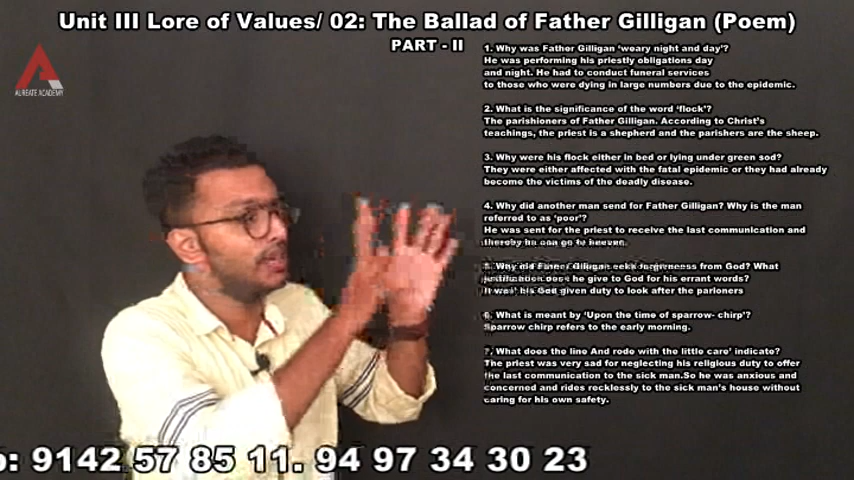 Unit III Lore of Values/ 02: The Ballad of Father Gilligan (Poem)
PART - II
AUREATE ACADEMY
1. Why was Father Gilligan 'weary night and day'?
He was performing his priestly obligations day
and night. He had to conduct funeral services
to those who were dying in large numbers due to the epidemic.
2. What is the significance of the word 'flock'?
The parishioners of Father Gilligan. According to Christ's
teachings, the priest is a shepherd and the parishers are the sheep.
3. Why were his flock either in bed or lying under green sod?
They were either affected with the fatal epidemic or they had already
become the victims of the deadly disease.
4. Why did another man send for Father Gilligan? Why is the man
referred to as 'poor'?
He was sent for the priest to receive the last communication and
thereby he can go to heaven.
5. Why did Father Gilligan seeks forgiveness from God? What
justification does he give to God for his errant words?
It was his God given duty to look after the parioners
6. What is meant by 'Upon the time of sparrow- chirp'?
Sparrow chirp refers to the early morning.
7. What does the line And rode with the little care' indicate?
The priest was very sad for neglecting his religious duty to offer
the last communication to the sick man.So he was anxious and
concerned and rides recklessly to the sick man's house without
caring for his own safety.
: 9142 57 85 11. 94 97 34 30 23